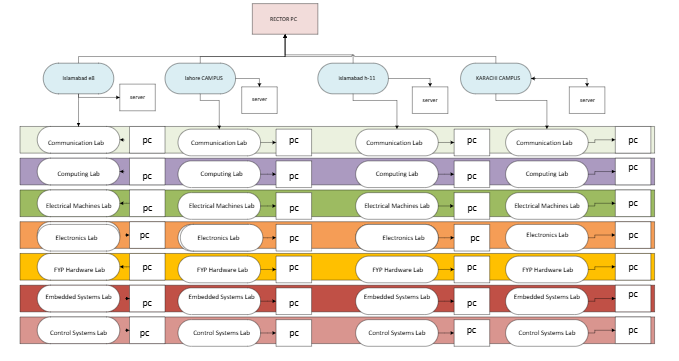 RECTOR PC
Islamabad e8
lahore CAMPUS
islamabad h-11
KARACHI CAMPUS
server
server
server
server
Communication Lab
pc
Communication Lab
pc
Communication Lab
pc
Communication Lab
pc
Computing Lab
pc
Computing Lab
pc
Computing Lab
pc
Computing Lab
pc
Electrical Machines Lab
pc
Electrical Machines Lab
pc
Electrical Machines Lab
pc
Electrical Machines Lab
pc
Electronics Lab
pc
Electronics Lab
pc
Electronics Lab
pc
Electronics Lab
pc
FYP Hardware Lab
pc
FYP Hardware Lab
pc
FYP Hardware Lab
pc
FYP Hardware Lab
pc
Embedded Systems Lab
pc
Embedded Systems Lab
pc
Embedded Systems Lab
pc
Embedded Systems Lab
pc
Control Systems Lab
pc
Control Systems Lab
pc
Control Systems Lab
pc
Control Systems Lab
pc